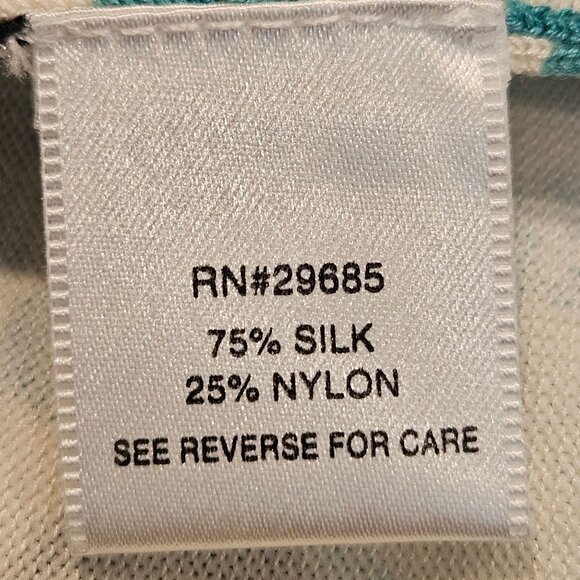 RN#29685
75% SILK
25% NYLON
SEE REVERSE FOR CARE